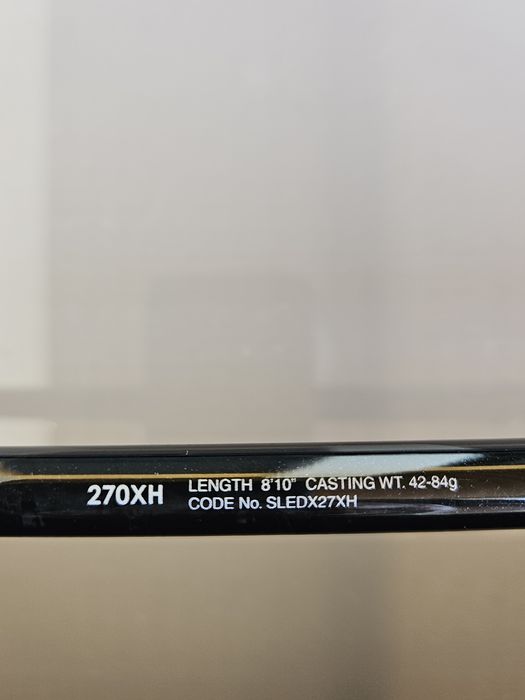 270XH
LENGTH 8'10" CASTING WT. 42-84g
CODE No. SLEDX27XH